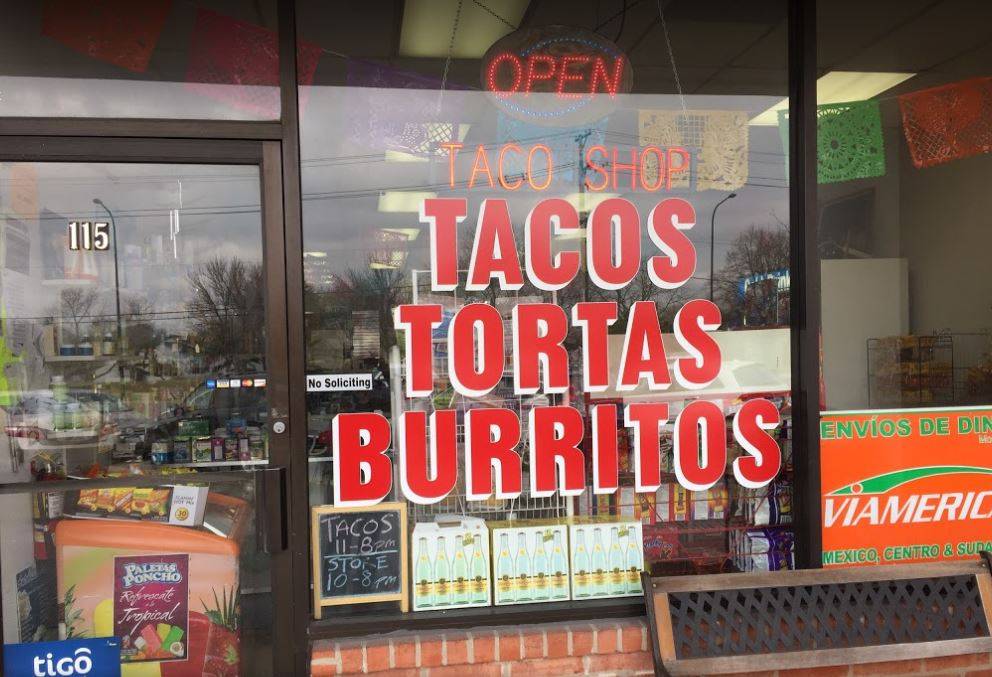 OPEN
TACO SHOP
115
TACOS
TORTAS
BURRITOS
No Soliciting
TACOS
11-8pm
STORE
10-8pm
ENVÍOS DE DIN
VIAMERIC
MEXICO, CENTRO & SUDA
PALETAS
PONCHO
Refrescate
a lo
Tropical
tigo